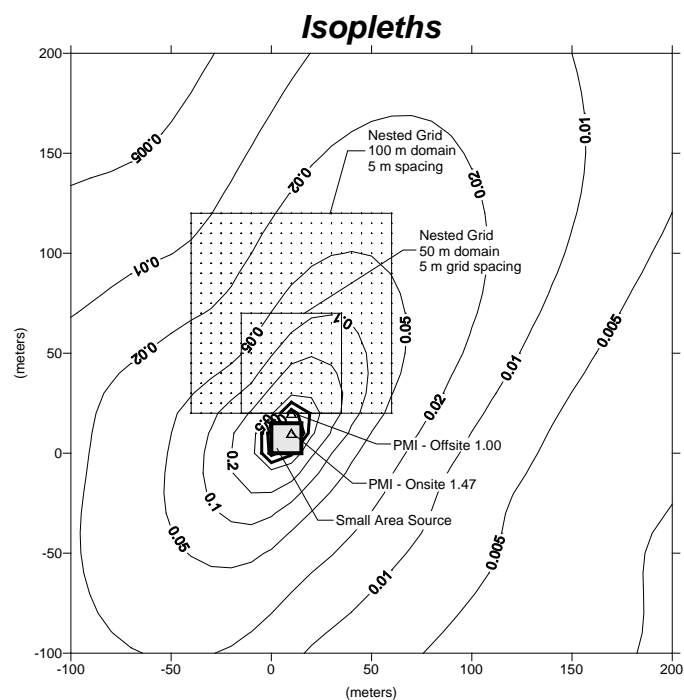 Isopleths
200
150
100
50
0
-50
-100
(meters)
-100
-50
0
50
100
150
200
(meters)
Nested Grid
100 m domain
5 m spacing
Nested Grid
50 m domain
5 m grid spacing
PMI - Offsite 1.00
PMI - Onsite 1.47
Small Area Source
0.005
0.01
0.02
0.02
0.01
0.02
0.05
0.1
0.05
0.005
0.01
0.02
0.2
0.1
0.05
0.005
0.01